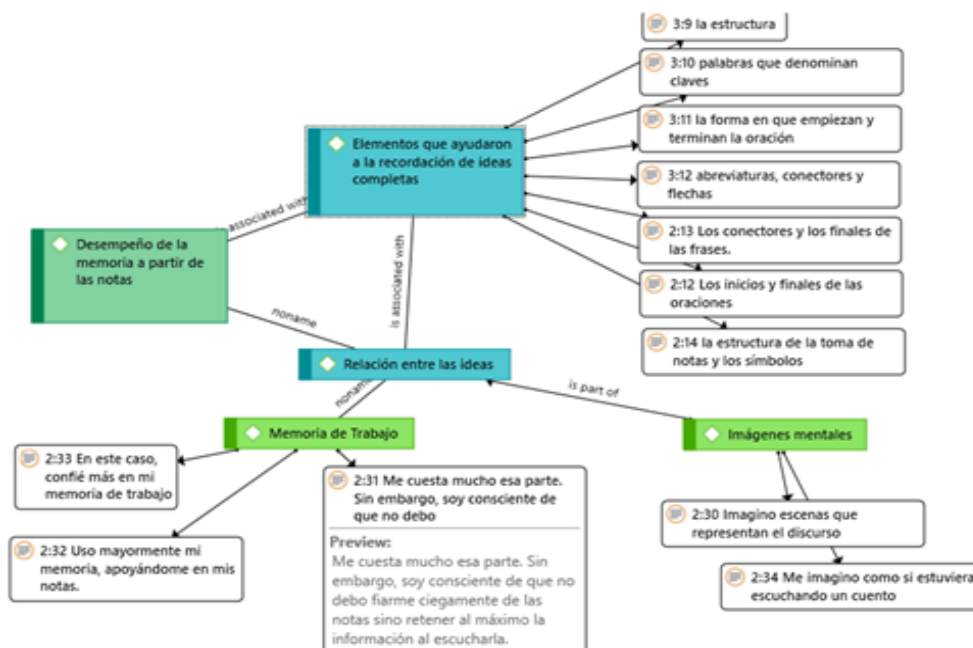 3:9 la estructura
3:10 palabras que denominan
claves
3:11 la forma en que empiezan y
terminan la oración
3:12 abreviaturas, conectores y
flechas
2:13 Los conectores y los finales de
las frases.
2:12 Los inicios y finales de las
oraciones
2:14 la estructura de la toma de
notas y los símbolos
Elementos que ayudaron
a la recordación de ideas
completas
is associated with
Desempeño de la
memoria a partir de
las notas
is associated with
noname
Relación entre las ideas
noname
is part of
Memoria de Trabajo
Imágenes mentales
2:33 En este caso,
confié más en mi
memoria de trabajo
2:31 Me cuesta mucho esa parte.
Sin embargo, soy consciente
de que no debo
Preview:
Me cuesta mucho esa parte. Sin
embargo, soy consciente de que no
debo fiarme ciegamente de las
notas sino retener al máximo la
información al escucharla.
2:32 Uso mayormente mi
memoria, apoyándome en mis
notas.
2:30 Imagino escenas que
representan el discurso
2:34 Me imagino como si estuviera
escuchando un cuento